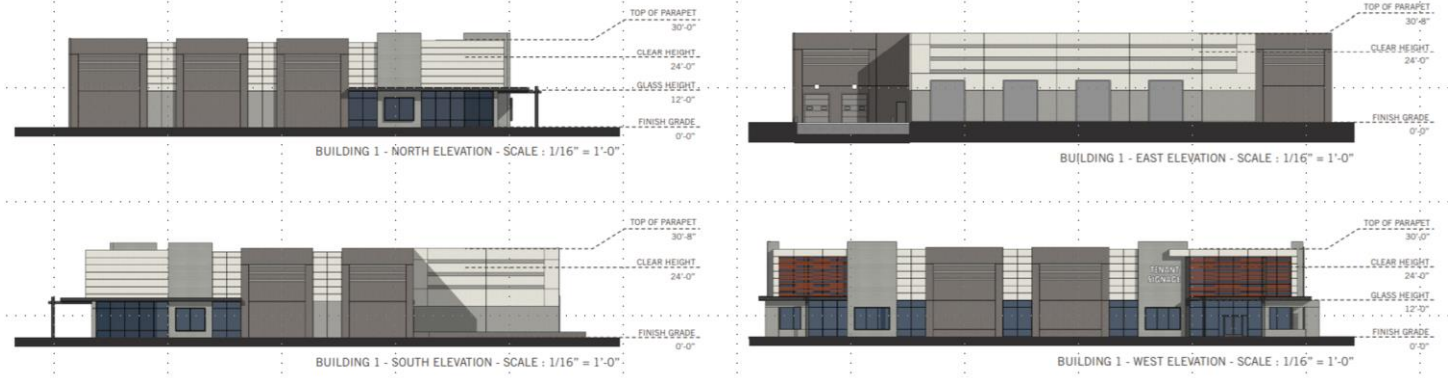 TOP OF PARAPET
30'-0"
CLEAR HEIGHT
24'-0"
GLASS HEIGHT
12'-0"
FINISH GRADE
0'-0"
BUILDING 1 - NORTH ELEVATION - SCALE : 1/16" = 1'-0"
TOP OF PARAPET
30'-8"
CLEAR HEIGHT
24'-0"
FINISH GRADE
0'-0"
BUILDING 1 - EAST ELEVATION - SCALE : 1/16" = 1'-0"
TOP OF PARAPET
30'-8"
CLEAR HEIGHT
24'-0"
FINISH GRADE
0'-0"
BUILDING 1 - SOUTH ELEVATION - SCALE : 1/16" = 1'-0"
TENANT
SIGNAGE
TOP OF PARAPET
30'-0"
CLEAR HEIGHT
24'-0"
GLASS HEIGHT
12'-0"
FINISH GRADE
0'-0"
BUILDING 1 - WEST ELEVATION - SCALE : 1/16" = 1'-0"